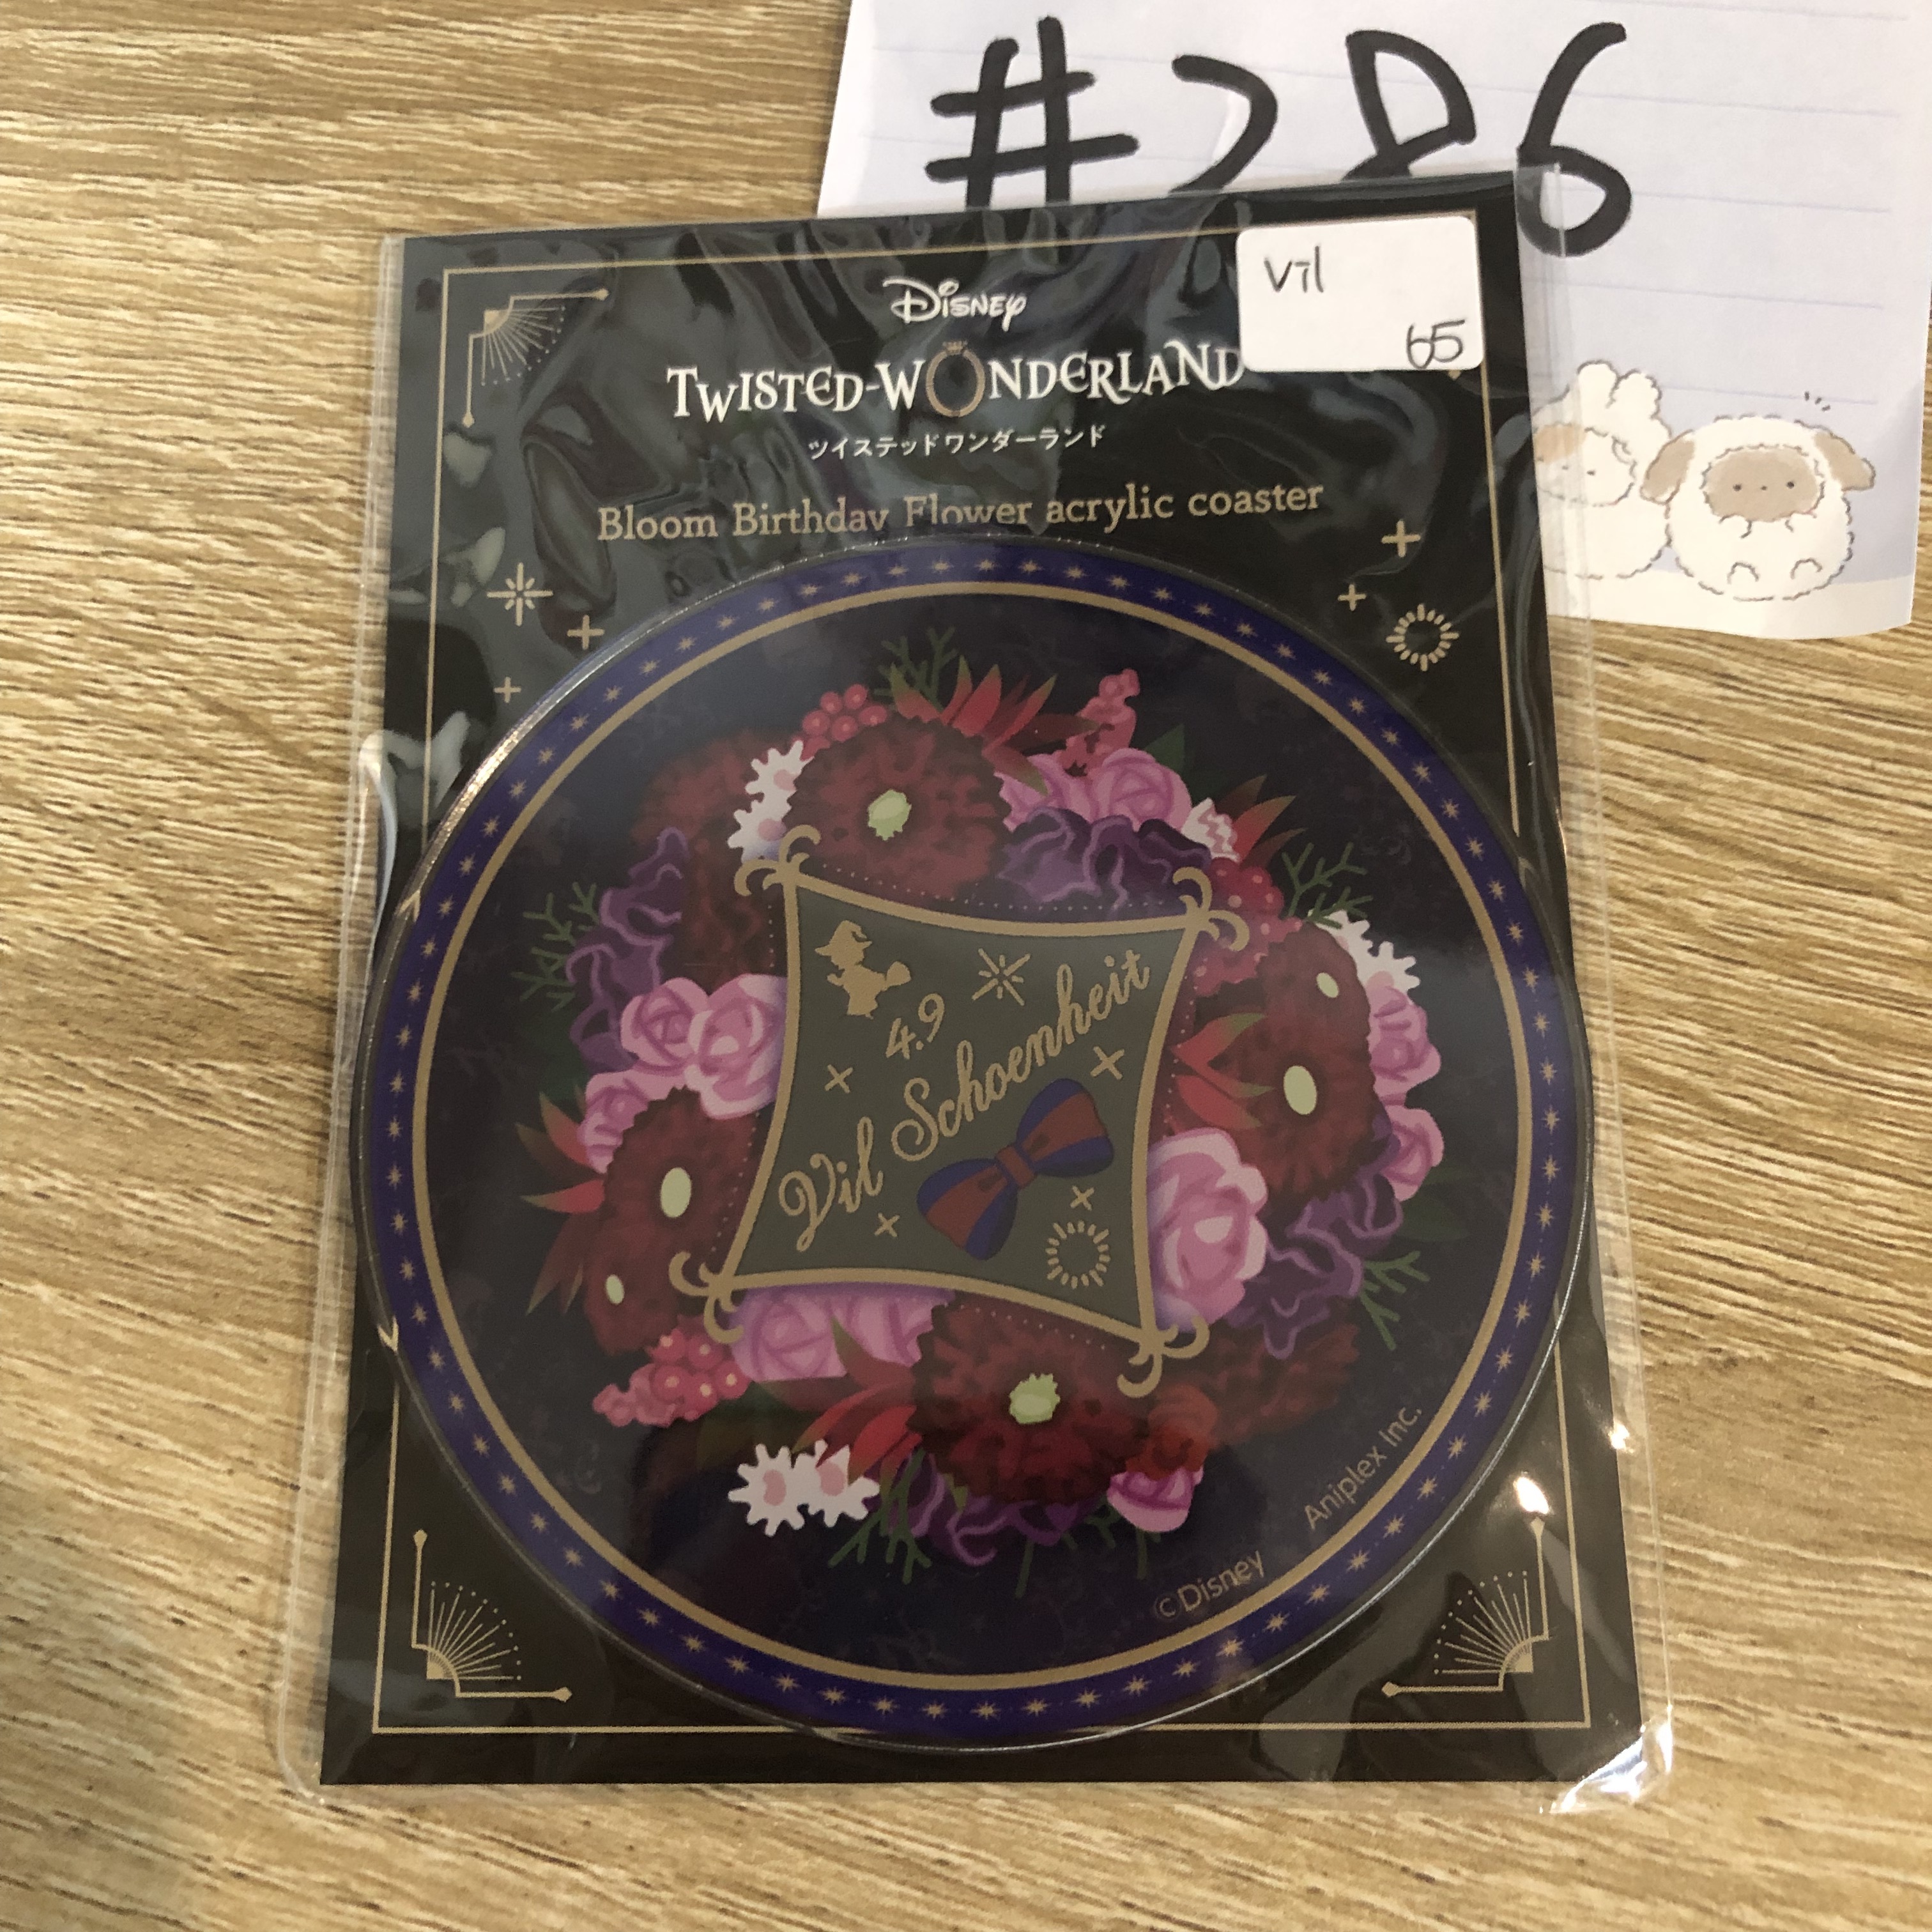 #286
Vil
65
Disney
TWISTED-WONDERLAND
ツイステッドワンダーランド
Bloom Birthday Flower acrylic coaster
4.9
Vil Schoenheit
©Disney
Aniplex Inc.